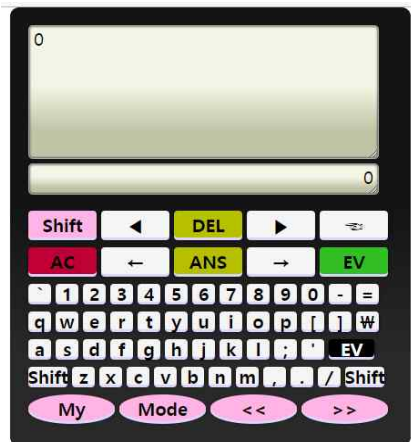 0
0
Shift ◀ DEL ▶ ☜
AC ← ANS → EV
` 1 2 3 4 5 6 7 8 9 0 - =
q w e r t y u i o p [ ] ₩
a s d f g h j k l ; ' EV
Shift z x c v b n m , . / Shift
My Mode << >>